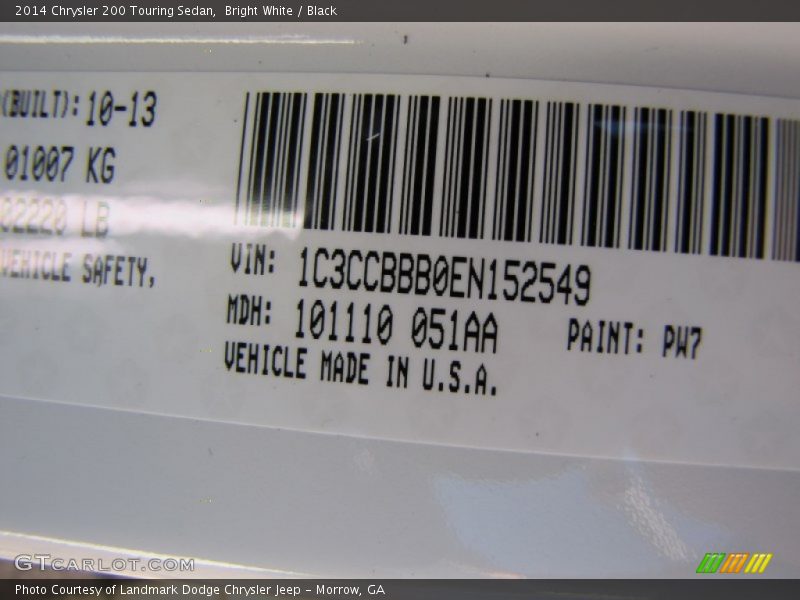 2014 Chrysler 200 Touring Sedan, Bright White / Black
(BUILT): 10-13
01007 KG
02220 LB
VEHICLE SAFETY,
VIN: 1C3CCBBB0EN152549
MDH: 101110 051AA PAINT: PW7
VEHICLE MADE IN U.S.A.
GTCARLOT.COM
Photo Courtesy of Landmark Dodge Chrysler Jeep - Morrow, GA